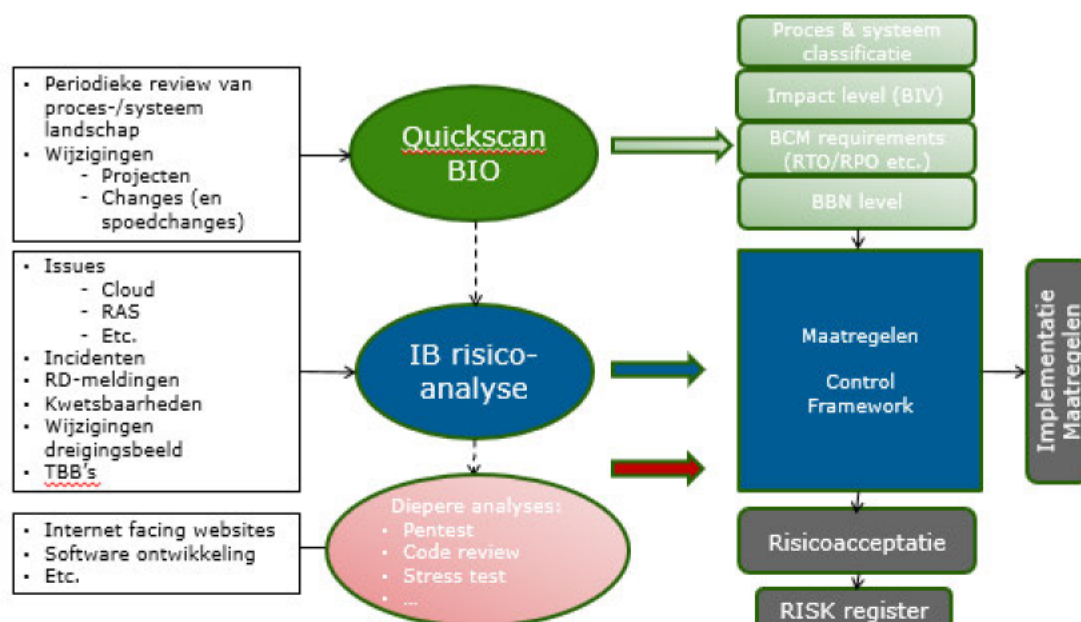 • Periodieke review van
proces-/systeem
landschap
• Wijzigingen
- Projecten
- Changes (en
spoedchanges)
Quickscan
BIO
Proces & systeem
classificatie
Impact level (BIV)
BCM requirements
(RTO/RPO etc.)
BBN level
• Issues
- Cloud
- RAS
- Etc.
• Incidenten
• RD-meldingen
• Kwetsbaarheden
• Wijzigingen
dreigingsbeeld
• TBB's
IB risico-
analyse
Maatregelen
Control
Framework
Implementatie
Maatregelen
• Internet facing websites
• Software ontwikkeling
• Etc.
Diepere analyses:
• Pentest
• Code review
• Stress test
• ...
Risicoacceptatie
RISK register